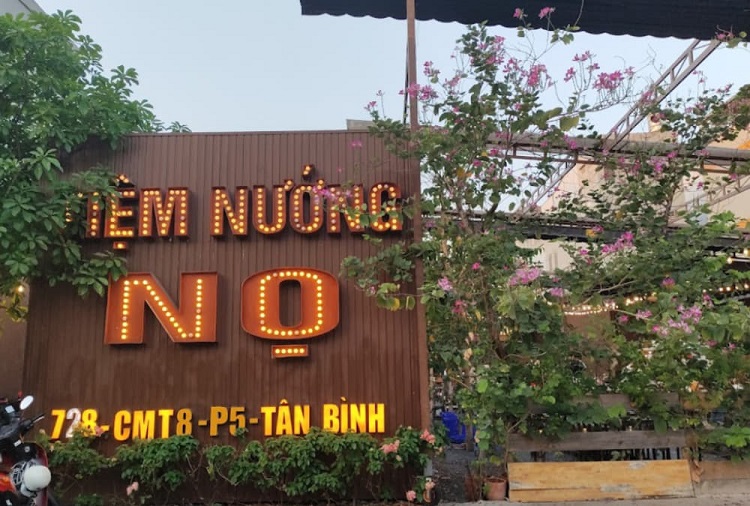 TIỆM NƯỚNG
NỌ
728-CMT8-P5-TÂN BÌNH